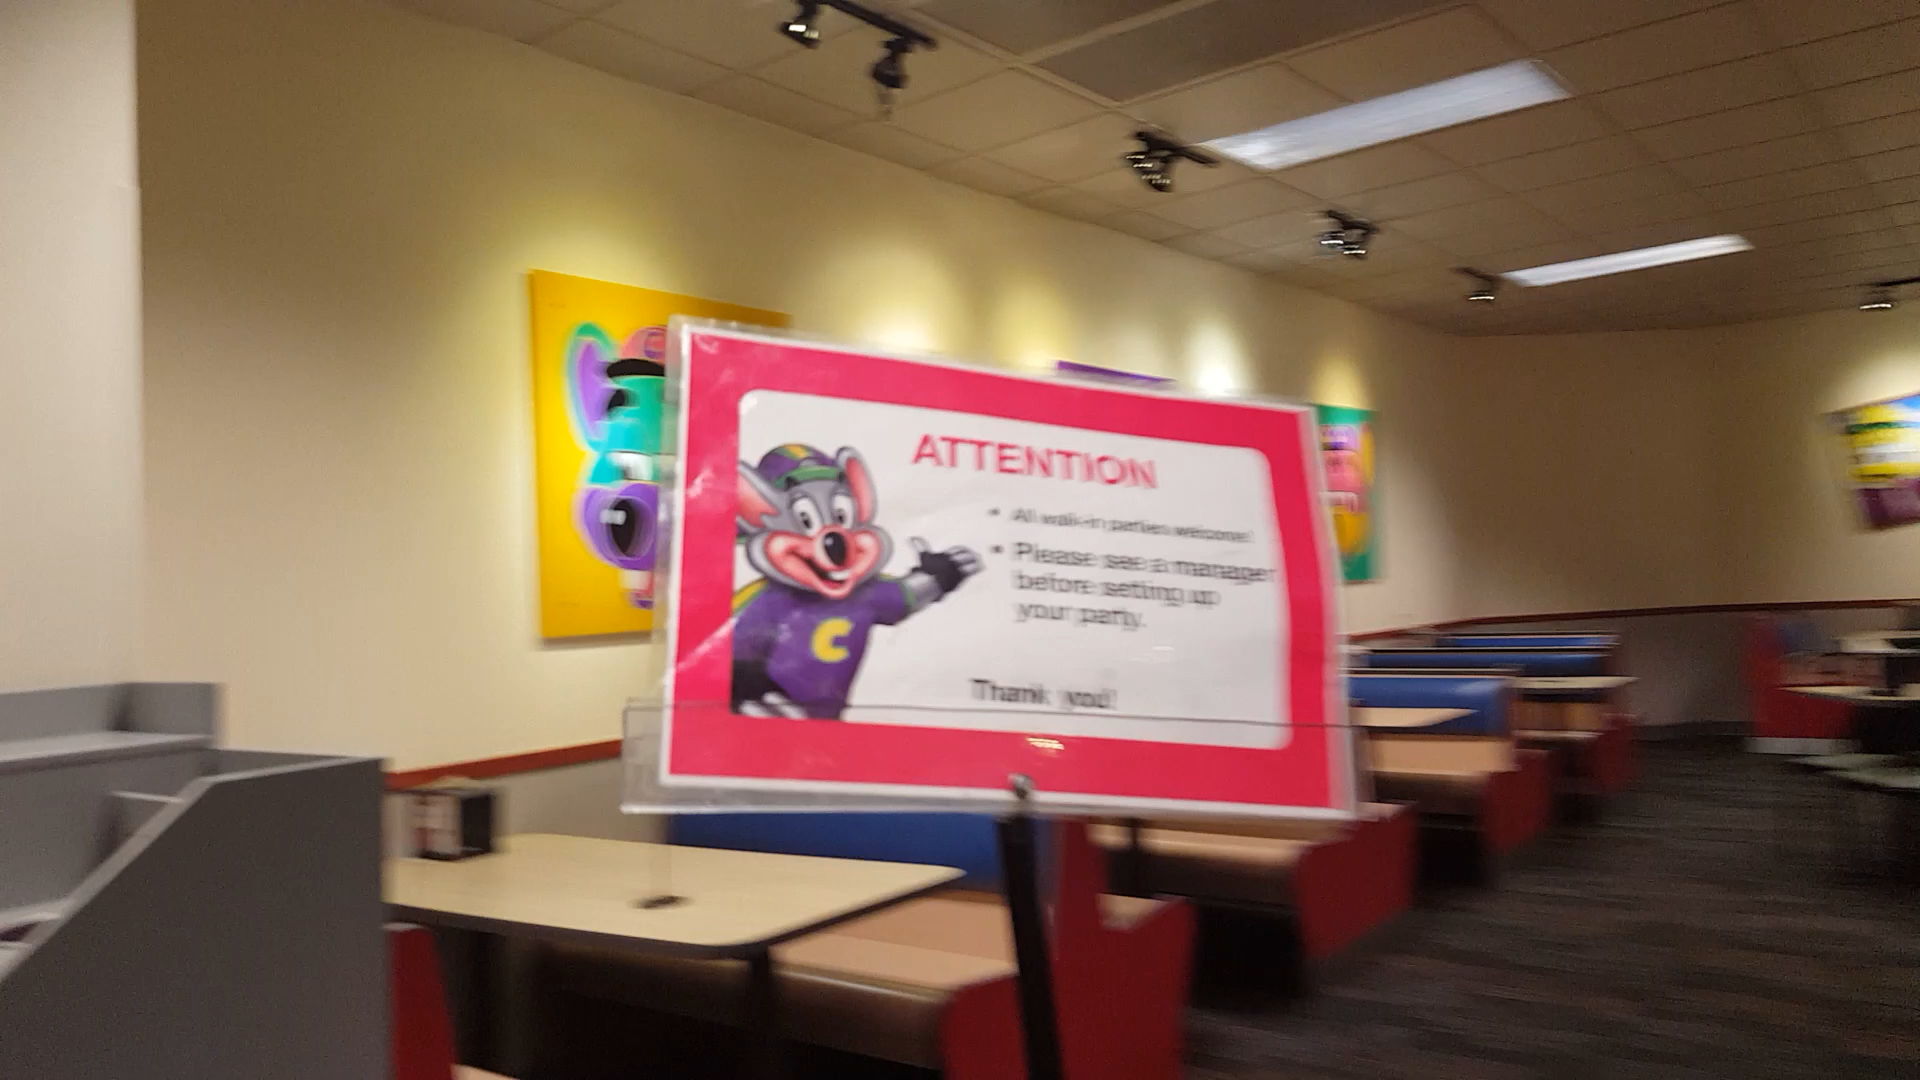 ATTENTION
• All walk-in parties welcome!
• Please see a manager
before setting up
your party.
Thank you!
C